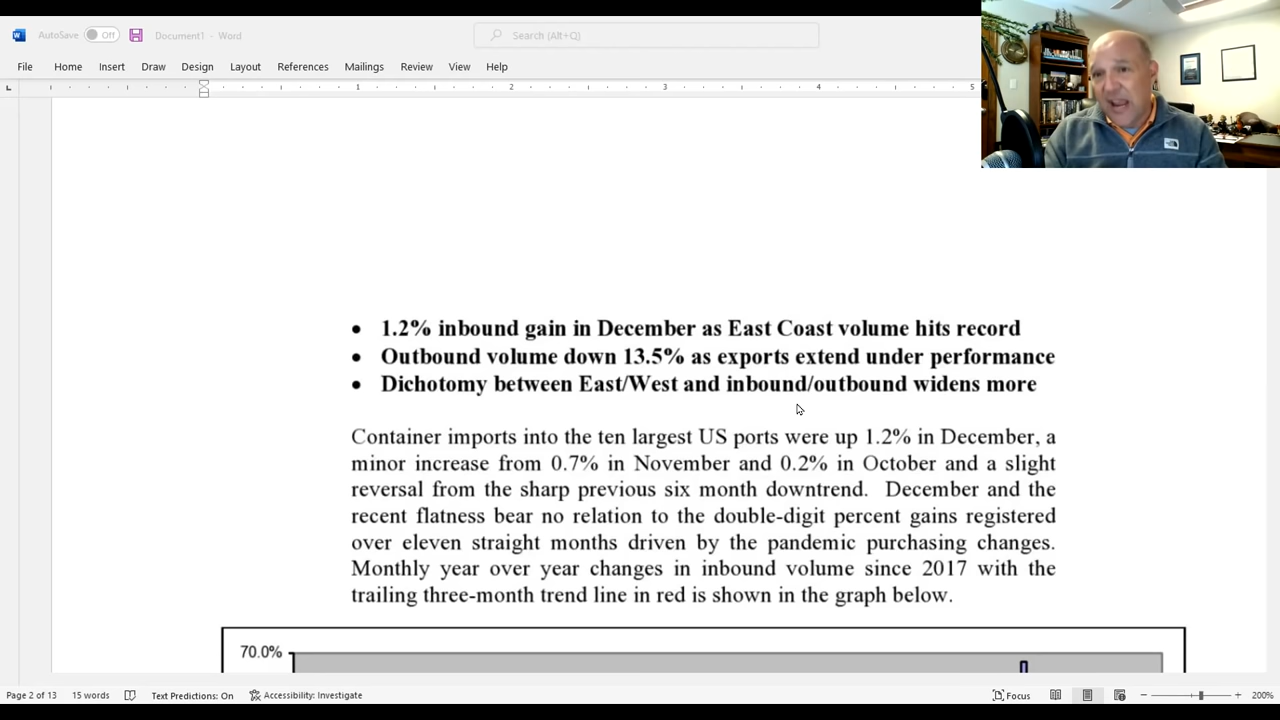 AutoSave Off Document1 - Word Search (Alt+Q)
File Home Insert Draw Design Layout References Mailings Review View Help
1 2 3 4 5
• 1.2% inbound gain in December as East Coast volume hits record
• Outbound volume down 13.5% as exports extend under performance
• Dichotomy between East/West and inbound/outbound widens more
Container imports into the ten largest US ports were up 1.2% in December, a
minor increase from 0.7% in November and 0.2% in October and a slight
reversal from the sharp previous six month downtrend. December and the
recent flatness bear no relation to the double-digit percent gains registered
over eleven straight months driven by the pandemic purchasing changes.
Monthly year over year changes in inbound volume since 2017 with the
trailing three-month trend line in red is shown in the graph below.
70.0%
Page 2 of 13 15 words Text Predictions: On Accessibility: Investigate Focus 200%